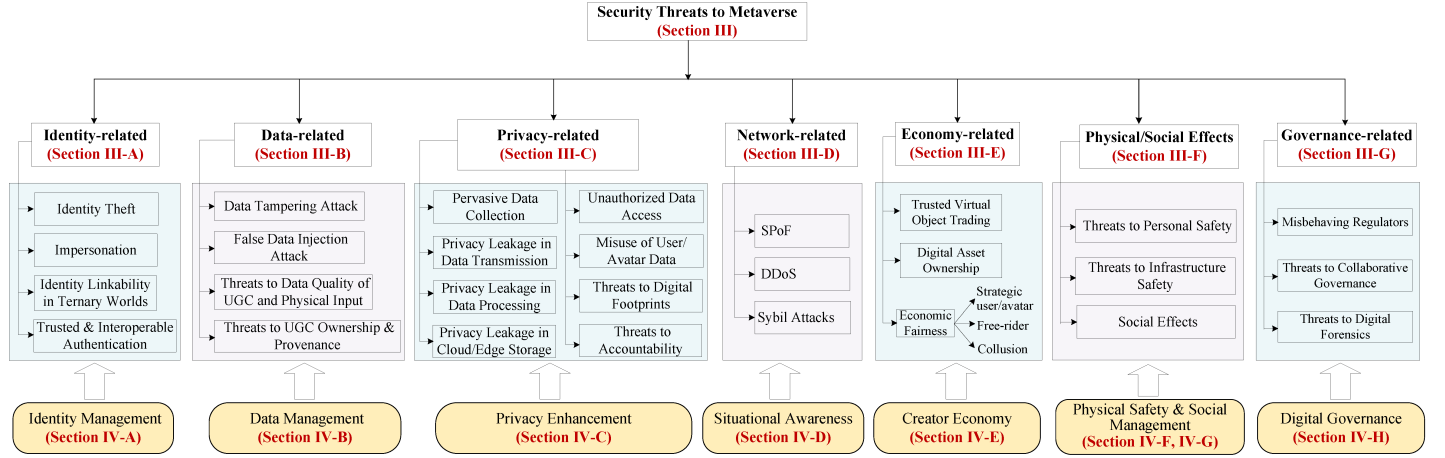 Security Threats to Metaverse
(Section III)
Identity-related
(Section III-A)
Identity Theft
Impersonation
Identity Linkability
in Ternary Worlds
Trusted & Interoperable
Authentication
Identity Management
(Section IV-A)
Data-related
(Section III-B)
Data Tampering Attack
False Data Injection
Attack
Threats to Data Quality of
UGC and Physical Input
Threats to UGC Ownership &
Provenance
Data Management
(Section IV-B)
Privacy-related
(Section III-C)
Pervasive Data
Collection
Privacy Leakage in
Data Transmission
Privacy Leakage in
Data Processing
Privacy Leakage in
Cloud/Edge Storage
Unauthorized Data
Access
Misuse of User/
Avatar Data
Threats to Digital
Footprints
Threats to
Accountability
Privacy Enhancement
(Section IV-C)
Network-related
(Section III-D)
SPoF
DDoS
Sybil Attacks
Situational Awareness
(Section IV-D)
Economy-related
(Section III-E)
Trusted Virtual
Object Trading
Digital Asset
Ownership
Economic
Fairness
Strategic
user/avatar
Free-rider
Collusion
Creator Economy
(Section IV-E)
Physical/Social Effects
(Section III-F)
Threats to Personal Safety
Threats to Infrastructure
Safety
Social Effects
Physical Safety & Social
Management
(Section IV-F, IV-G)
Governance-related
(Section III-G)
Misbehaving Regulators
Threats to Collaborative
Governance
Threats to Digital
Forensics
Digital Governance
(Section IV-H)